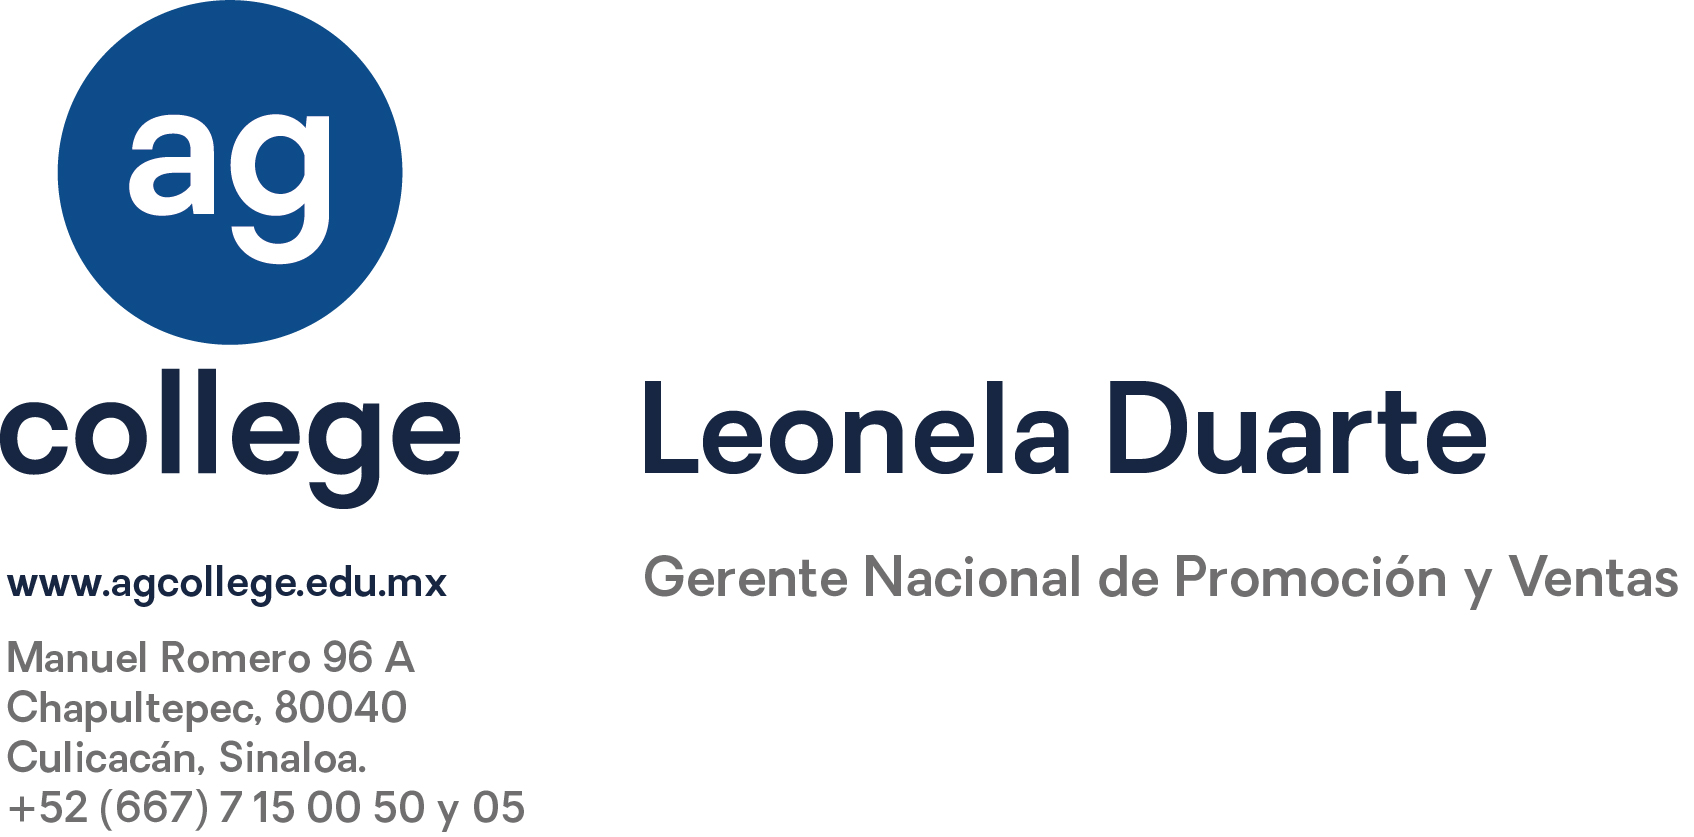 ag
college
www.agcollege.edu.mx
Manuel Romero 96 A
Chapultepec, 80040
Culicacán, Sinaloa.
+52 (667) 7 15 00 50 y 05
Leonela Duarte
Gerente Nacional de Promoción y Ventas